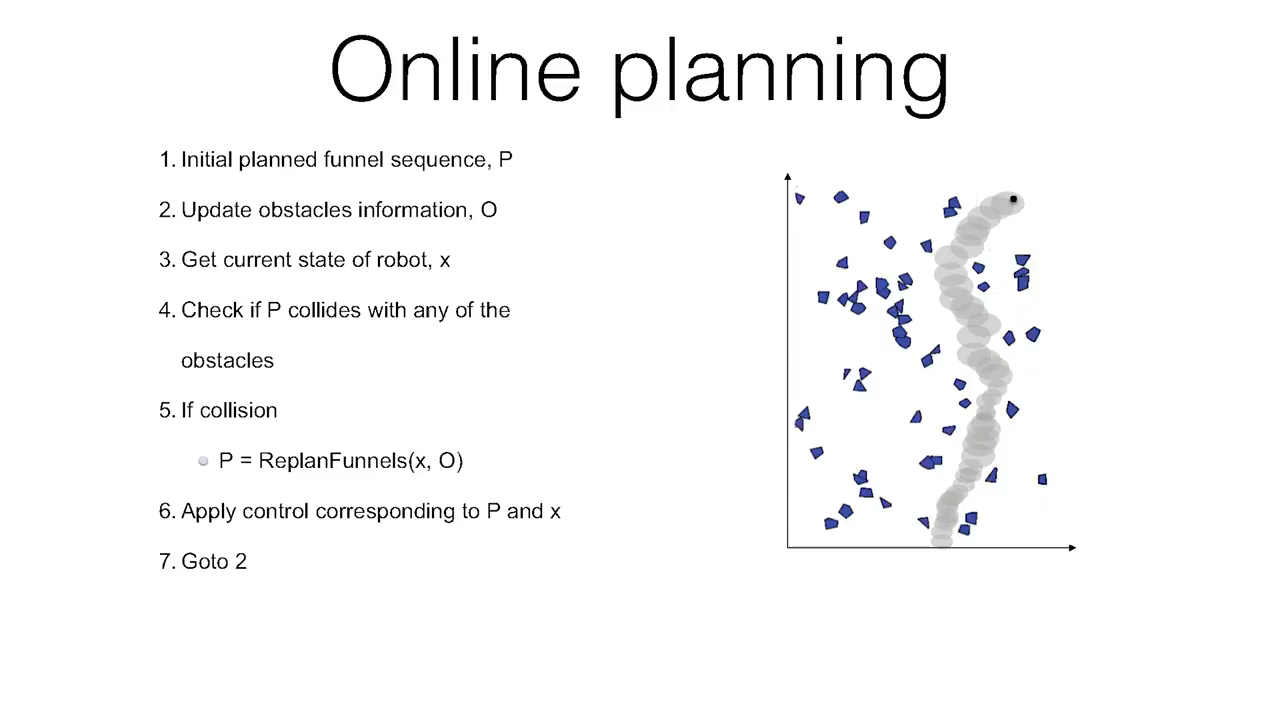 Online planning
1. Initial planned funnel sequence, P
2. Update obstacles information, O
3. Get current state of robot, x
4. Check if P collides with any of the
obstacles
5. If collision
P = ReplanFunnels(x, O)
6. Apply control corresponding to P and x
7. Goto 2